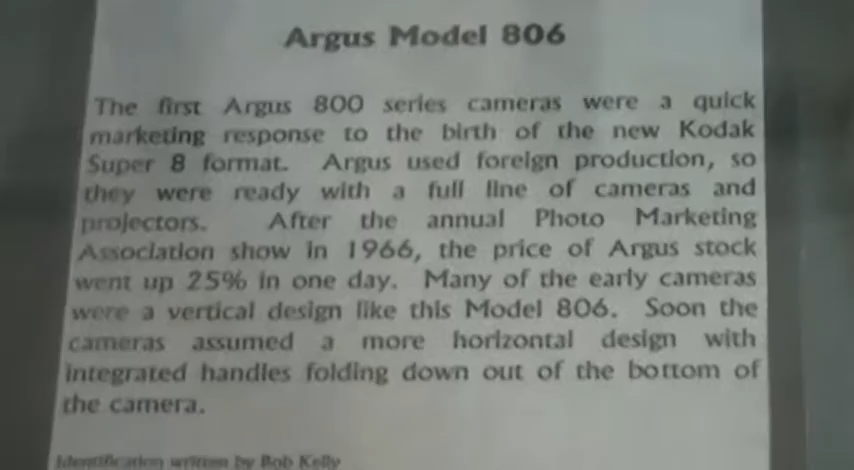 Argus Model 806
The first Argus 800 series cameras were a quick
marketing response to the birth of the new Kodak
Super 8 format. Argus used foreign production, so
they were ready with a full line of cameras and
projectors. After the annual Photo Marketing
Association show in 1966, the price of Argus stock
went up 25% in one day. Many of the early cameras
were a vertical design like this Model 806. Soon the
cameras assumed a more horizontal design with
integrated handles folding down out of the bottom of
the camera.
Identification written by Bob Kelly